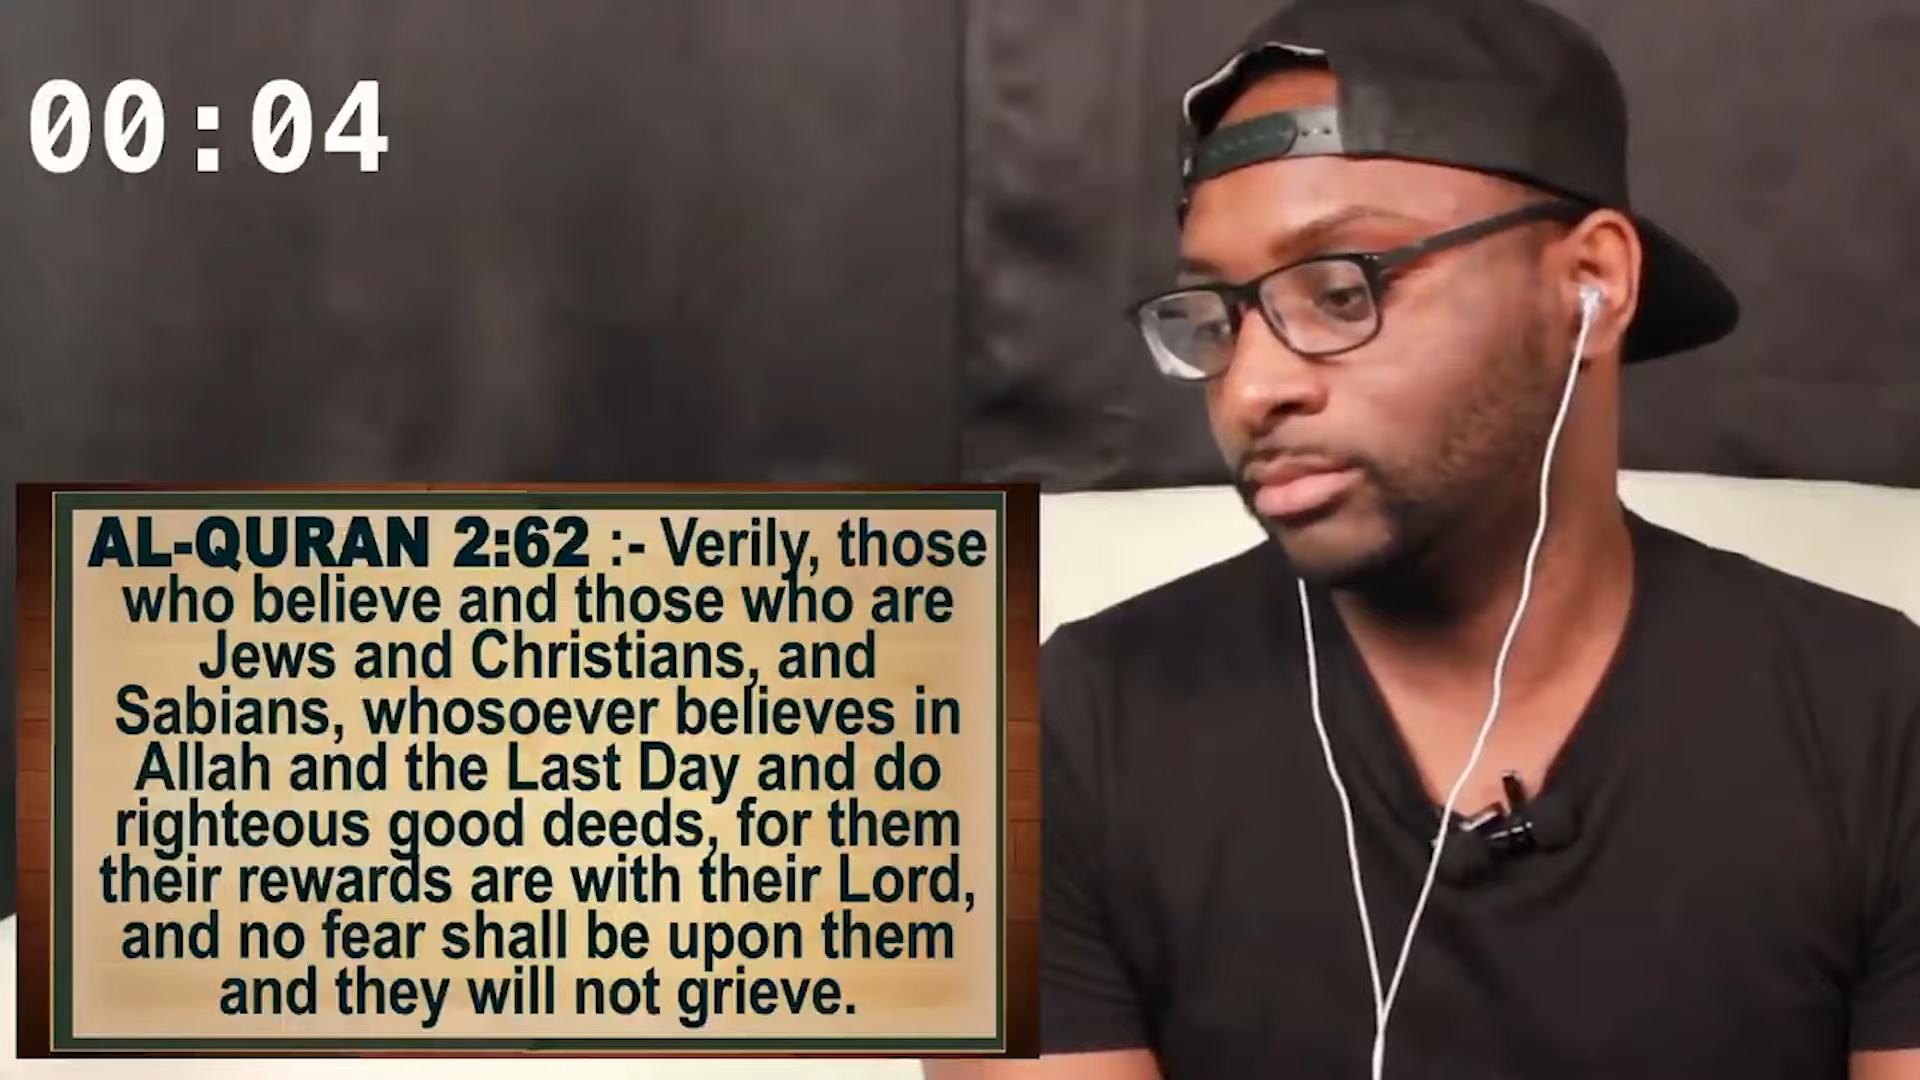 00:04
AL-QURAN 2:62 :- Verily, those
who believe and those who are
Jews and Christians, and
Sabians, whosoever believes in
Allah and the Last Day and do
righteous good deeds, for them
their rewards are with their Lord,
and no fear shall be upon them
and they will not grieve.